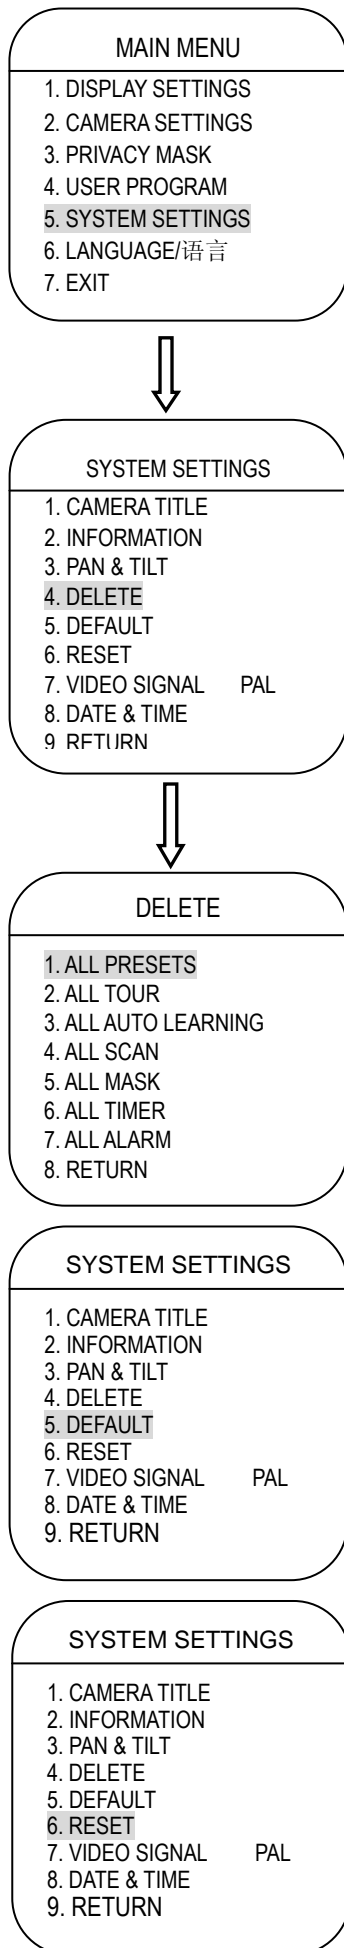 MAIN MENU
1. DISPLAY SETTINGS
2. CAMERA SETTINGS
3. PRIVACY MASK
4. USER PROGRAM
5. SYSTEM SETTINGS
6. LANGUAGE/语言
7. EXIT
SYSTEM SETTINGS
1. CAMERA TITLE
2. INFORMATION
3. PAN & TILT
4. DELETE
5. DEFAULT
6. RESET
7. VIDEO SIGNAL PAL
8. DATE & TIME
9. RETURN
DELETE
1. ALL PRESETS
2. ALL TOUR
3. ALL AUTO LEARNING
4. ALL SCAN
5. ALL MASK
6. ALL TIMER
7. ALL ALARM
8. RETURN
SYSTEM SETTINGS
1. CAMERA TITLE
2. INFORMATION
3. PAN & TILT
4. DELETE
5. DEFAULT
6. RESET
7. VIDEO SIGNAL PAL
8. DATE & TIME
9. RETURN
SYSTEM SETTINGS
1. CAMERA TITLE
2. INFORMATION
3. PAN & TILT
4. DELETE
5. DEFAULT
6. RESET
7. VIDEO SIGNAL PAL
8. DATE & TIME
9. RETURN